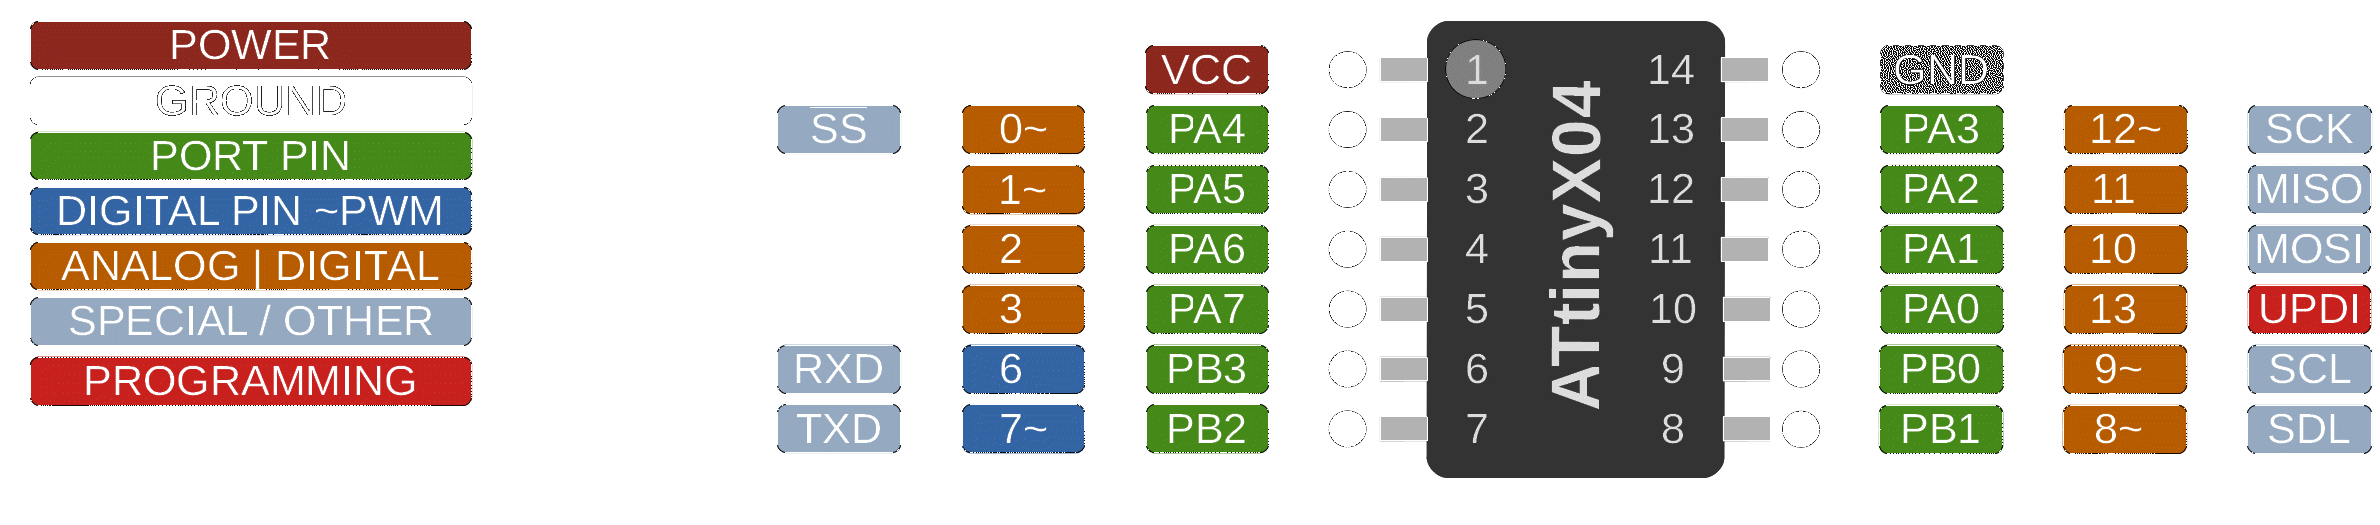 POWER
GROUND
PORT PIN
DIGITAL PIN ~PWM
ANALOG | DIGITAL
SPECIAL / OTHER
PROGRAMMING
VCC 1 14 GND
SS 0~ PA4 2 13 PA3 12~ SCK
1~ PA5 3 12 PA2 11 MISO
2 PA6 4 11 PA1 10 MOSI
3 PA7 5 10 PA0 13 UPDI
RXD 6 PB3 6 9 PB0 9~ SCL
TXD 7~ PB2 7 8 PB1 8~ SDL
ATtinyX04